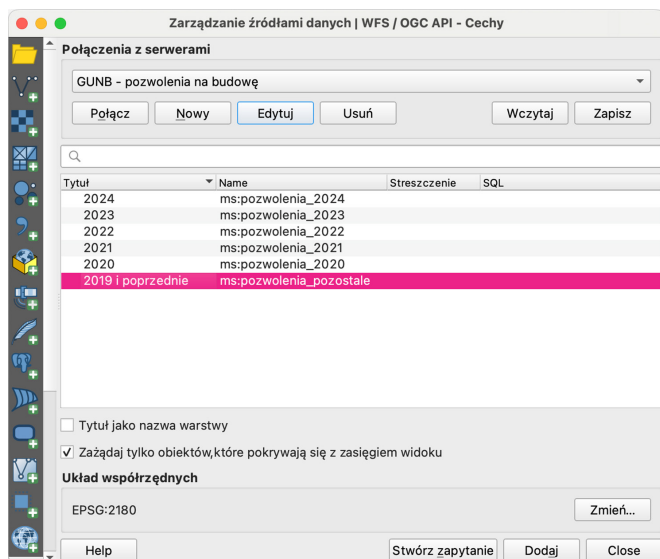 Zarządzanie źródłami danych | WFS / OGC API - Cechy
Połączenia z serwerami
GUNB - pozwolenia na budowę
Połącz Nowy Edytuj Usuń Wczytaj Zapisz
Tytuł Name Streszczenie SQL
2024 ms:pozwolenia_2024
2023 ms:pozwolenia_2023
2022 ms:pozwolenia_2022
2021 ms:pozwolenia_2021
2020 ms:pozwolenia_2020
2019 i poprzednie ms:pozwolenia_pozostale
Tytuł jako nazwa warstwy
Zażądaj tylko obiektów,które pokrywają się z zasięgiem widoku
Układ współrzędnych
EPSG:2180 Zmień...
Help Stwórz zapytanie Dodaj Close